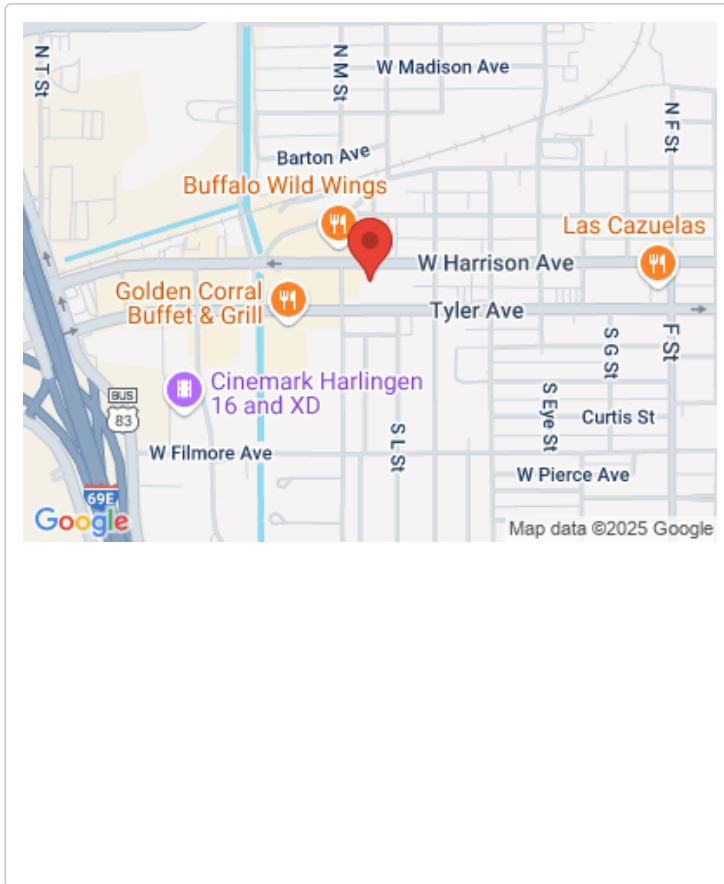 N T St
N M St
W Madison Ave
N F St
Barton Ave
Buffalo Wild Wings
Las Cazuelas
W Harrison Ave
Golden Corral
Buffet & Grill
Tyler Ave
S G St
F St
Cinemark Harlingen
16 and XD
BUS
83
S Eye St
Curtis St
S L St
W Filmore Ave
W Pierce Ave
69E
Google
Map data ©2025 Google